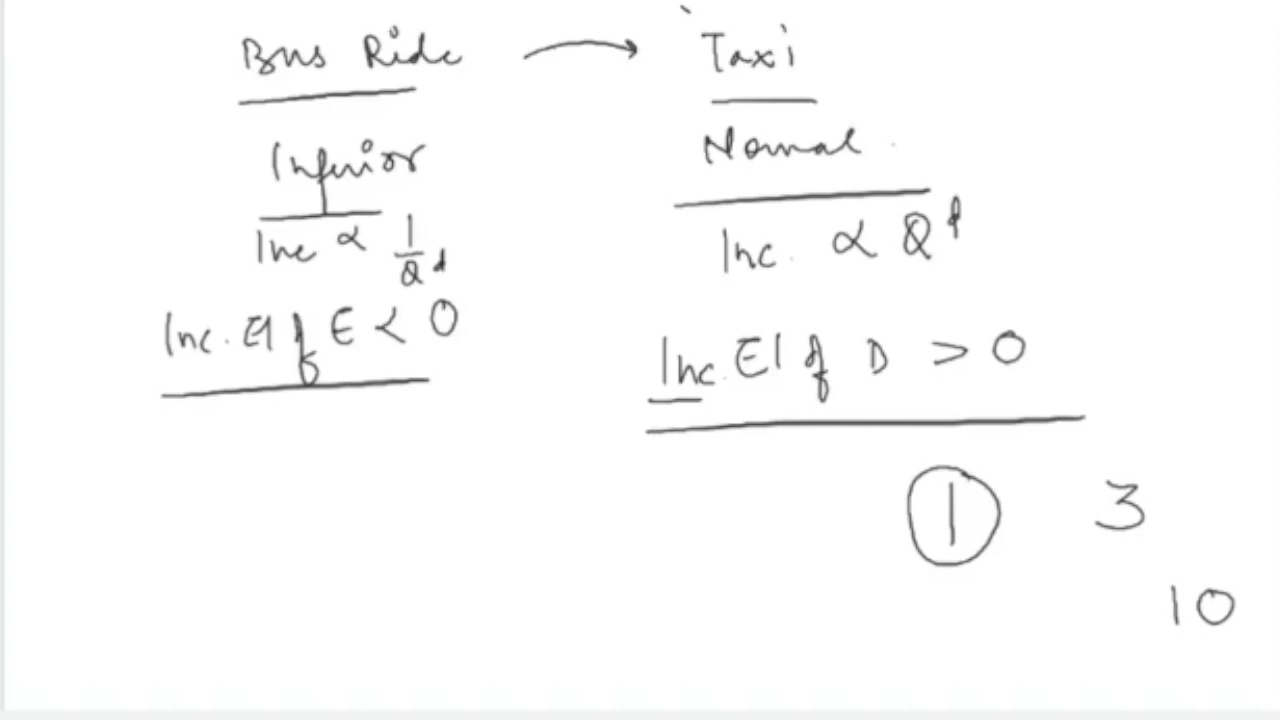 Bus Ride → Taxi
Inferior
Normal
Inc ∝ 1/Qd
Inc. ∝ Qd
Inc. El of E < 0
Inc. El of D > 0
1 3
10